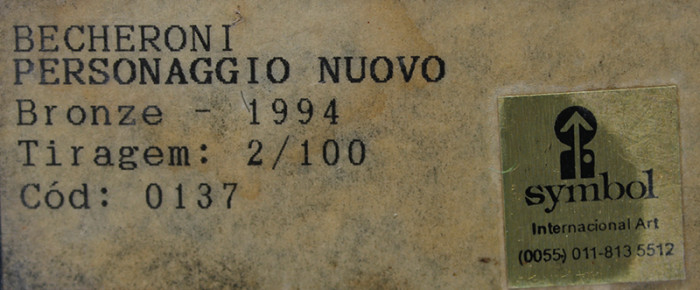 BECHERONI
PERSONAGGIO NUOVO
Bronze - 1994
Tiragem: 2/100
Cód: 0137
symbol
Internacional Art
(0055) 011-813 5512